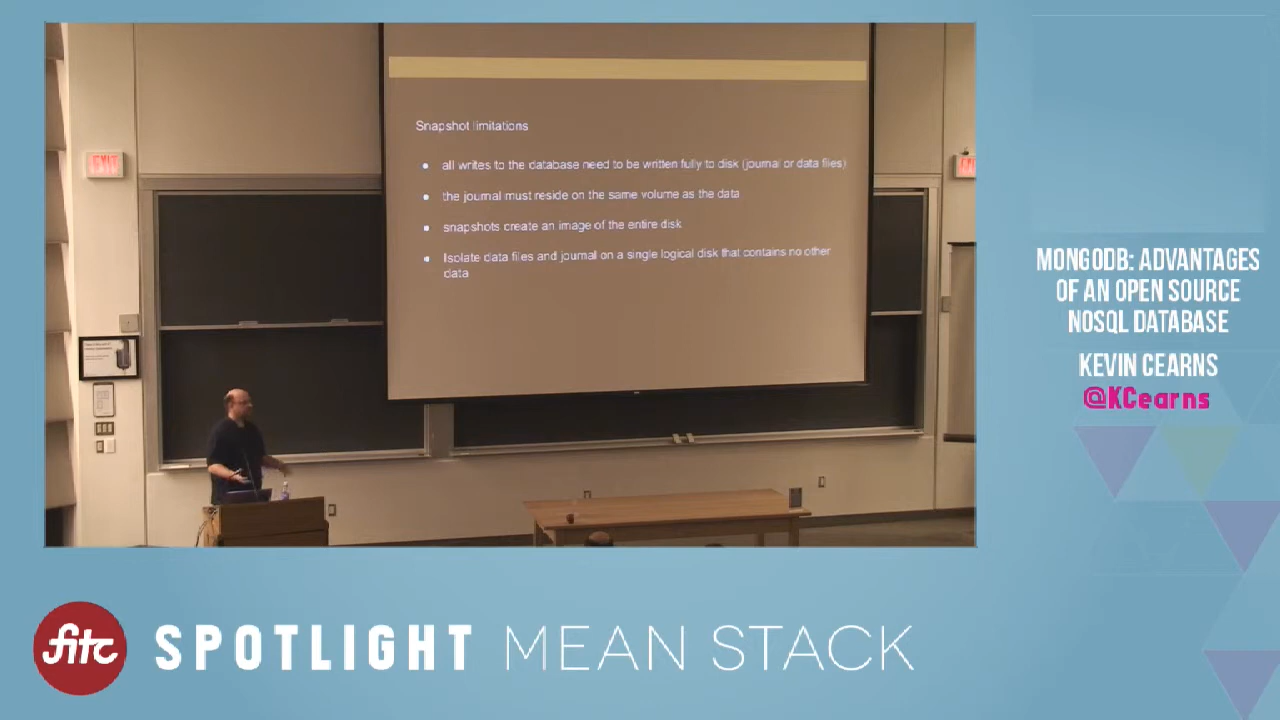 EXIT
Snapshot limitations
all writes to the database need to be written fully to disk (journal or data files)
the journal must reside on the same volume as the data
snapshots create an image of the entire disk
Isolate data files and journal on a single logical disk that contains no other
data
MONGODB: ADVANTAGES
OF AN OPEN SOURCE
NOSQL DATABASE
KEVIN CEARNS
@KCearns
fitc SPOTLIGHT MEAN STACK